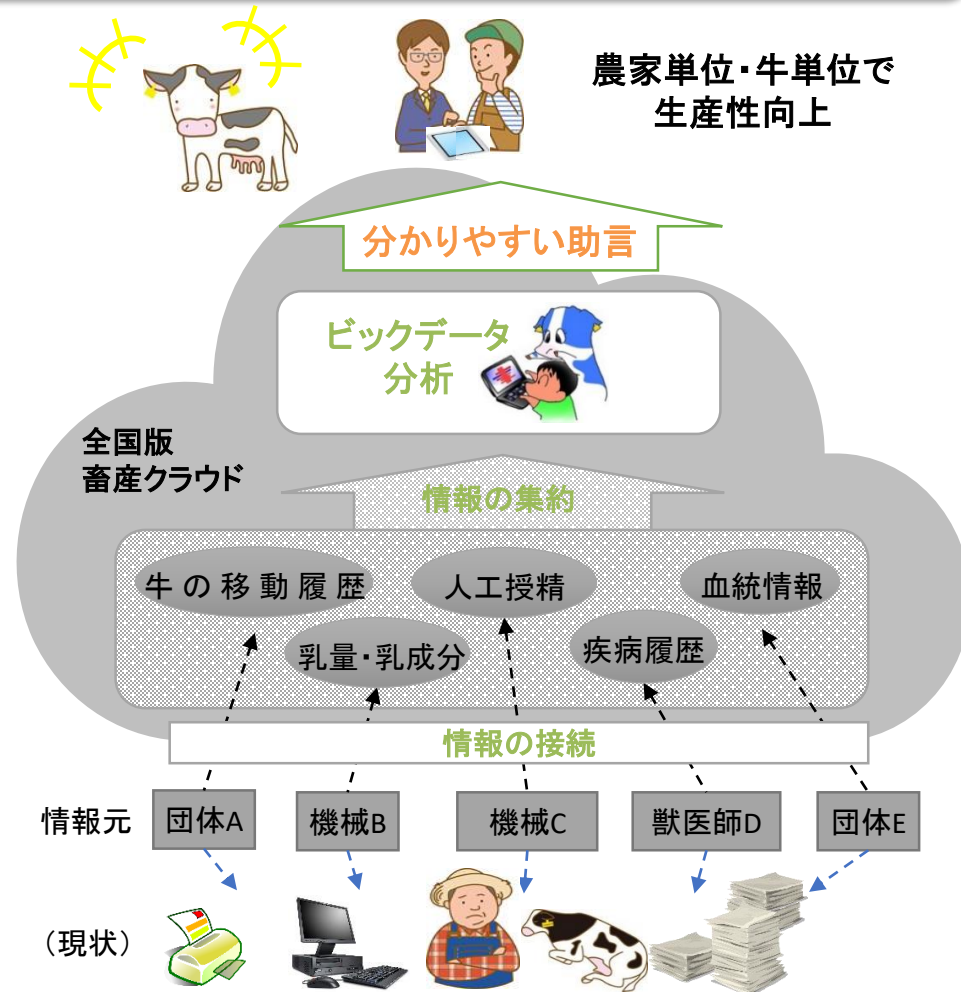 農家単位・牛単位で
生産性向上
分かりやすい助言
ビックデータ
分析
全国版
畜産クラウド
情報の集約
牛の移動履歴
人工授精
血統情報
乳量・乳成分
疾病履歴
情報の接続
情報元
団体A
機械B
機械C
獣医師D
団体E
（現状）